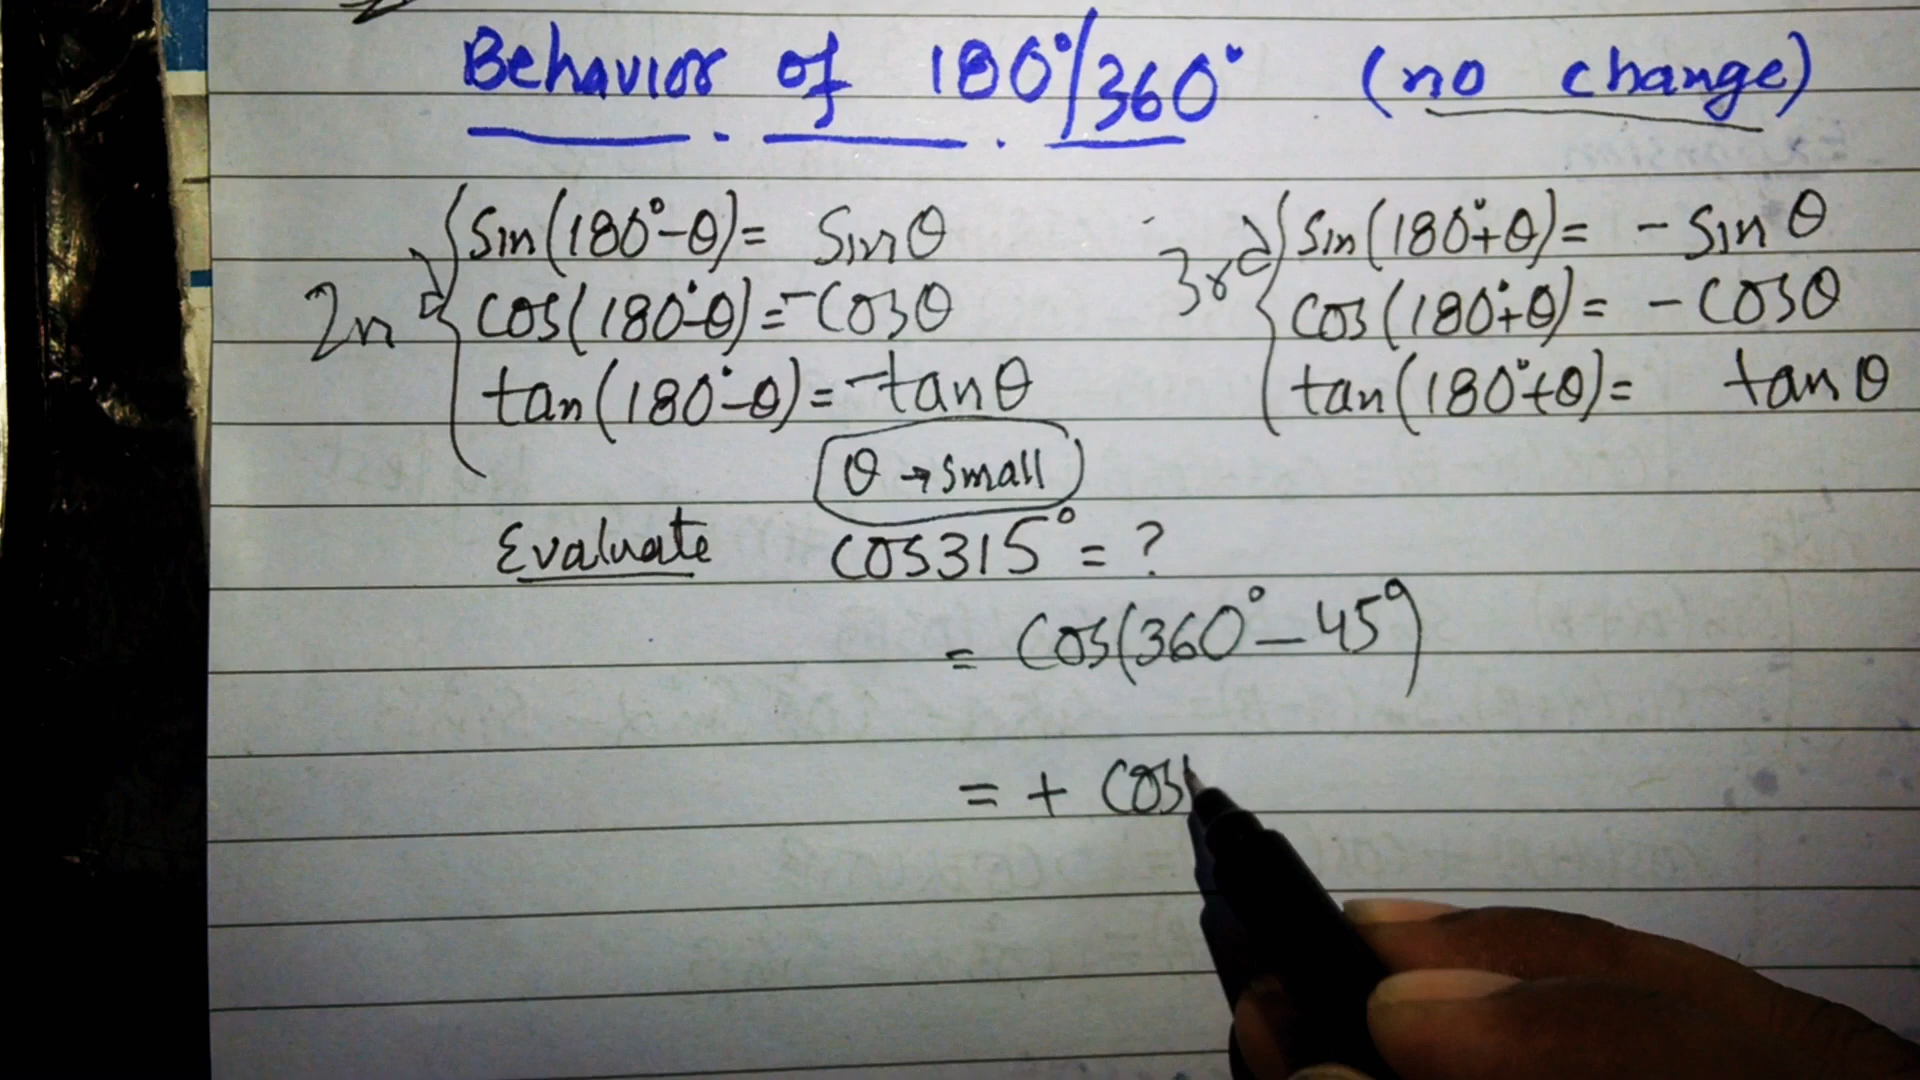 Behavior of 180°/360° (no change)
2nd
sin(180°-θ)= sinθ
cos(180°-θ)=-cosθ
tan(180°-θ)=-tanθ
3rd
sin(180°+θ)= -sinθ
cos(180°+θ)= -cosθ
tan(180°+θ)= tanθ
θ→small
Evaluate cos315°=?
= cos(360°-45°)
= + cos